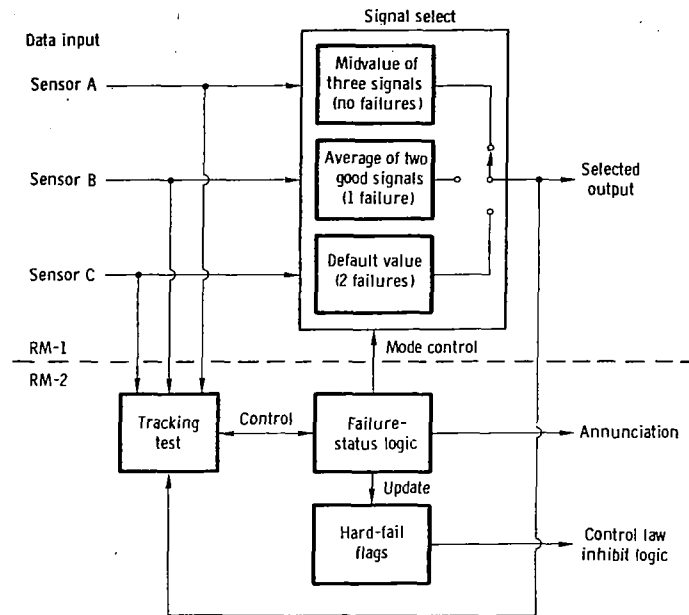 Signal select
Data input
Sensor A
Midvalue of
three signals
(no failures)
Sensor B
Average of two
good signals
(1 failure)
Selected
output
Sensor C
Default value
(2 failures)
RM-1
Mode control
RM-2
Tracking
test
Control
Failure-
status logic
Annunciation
Update
Hard-fail
flags
Control law
inhibit logic